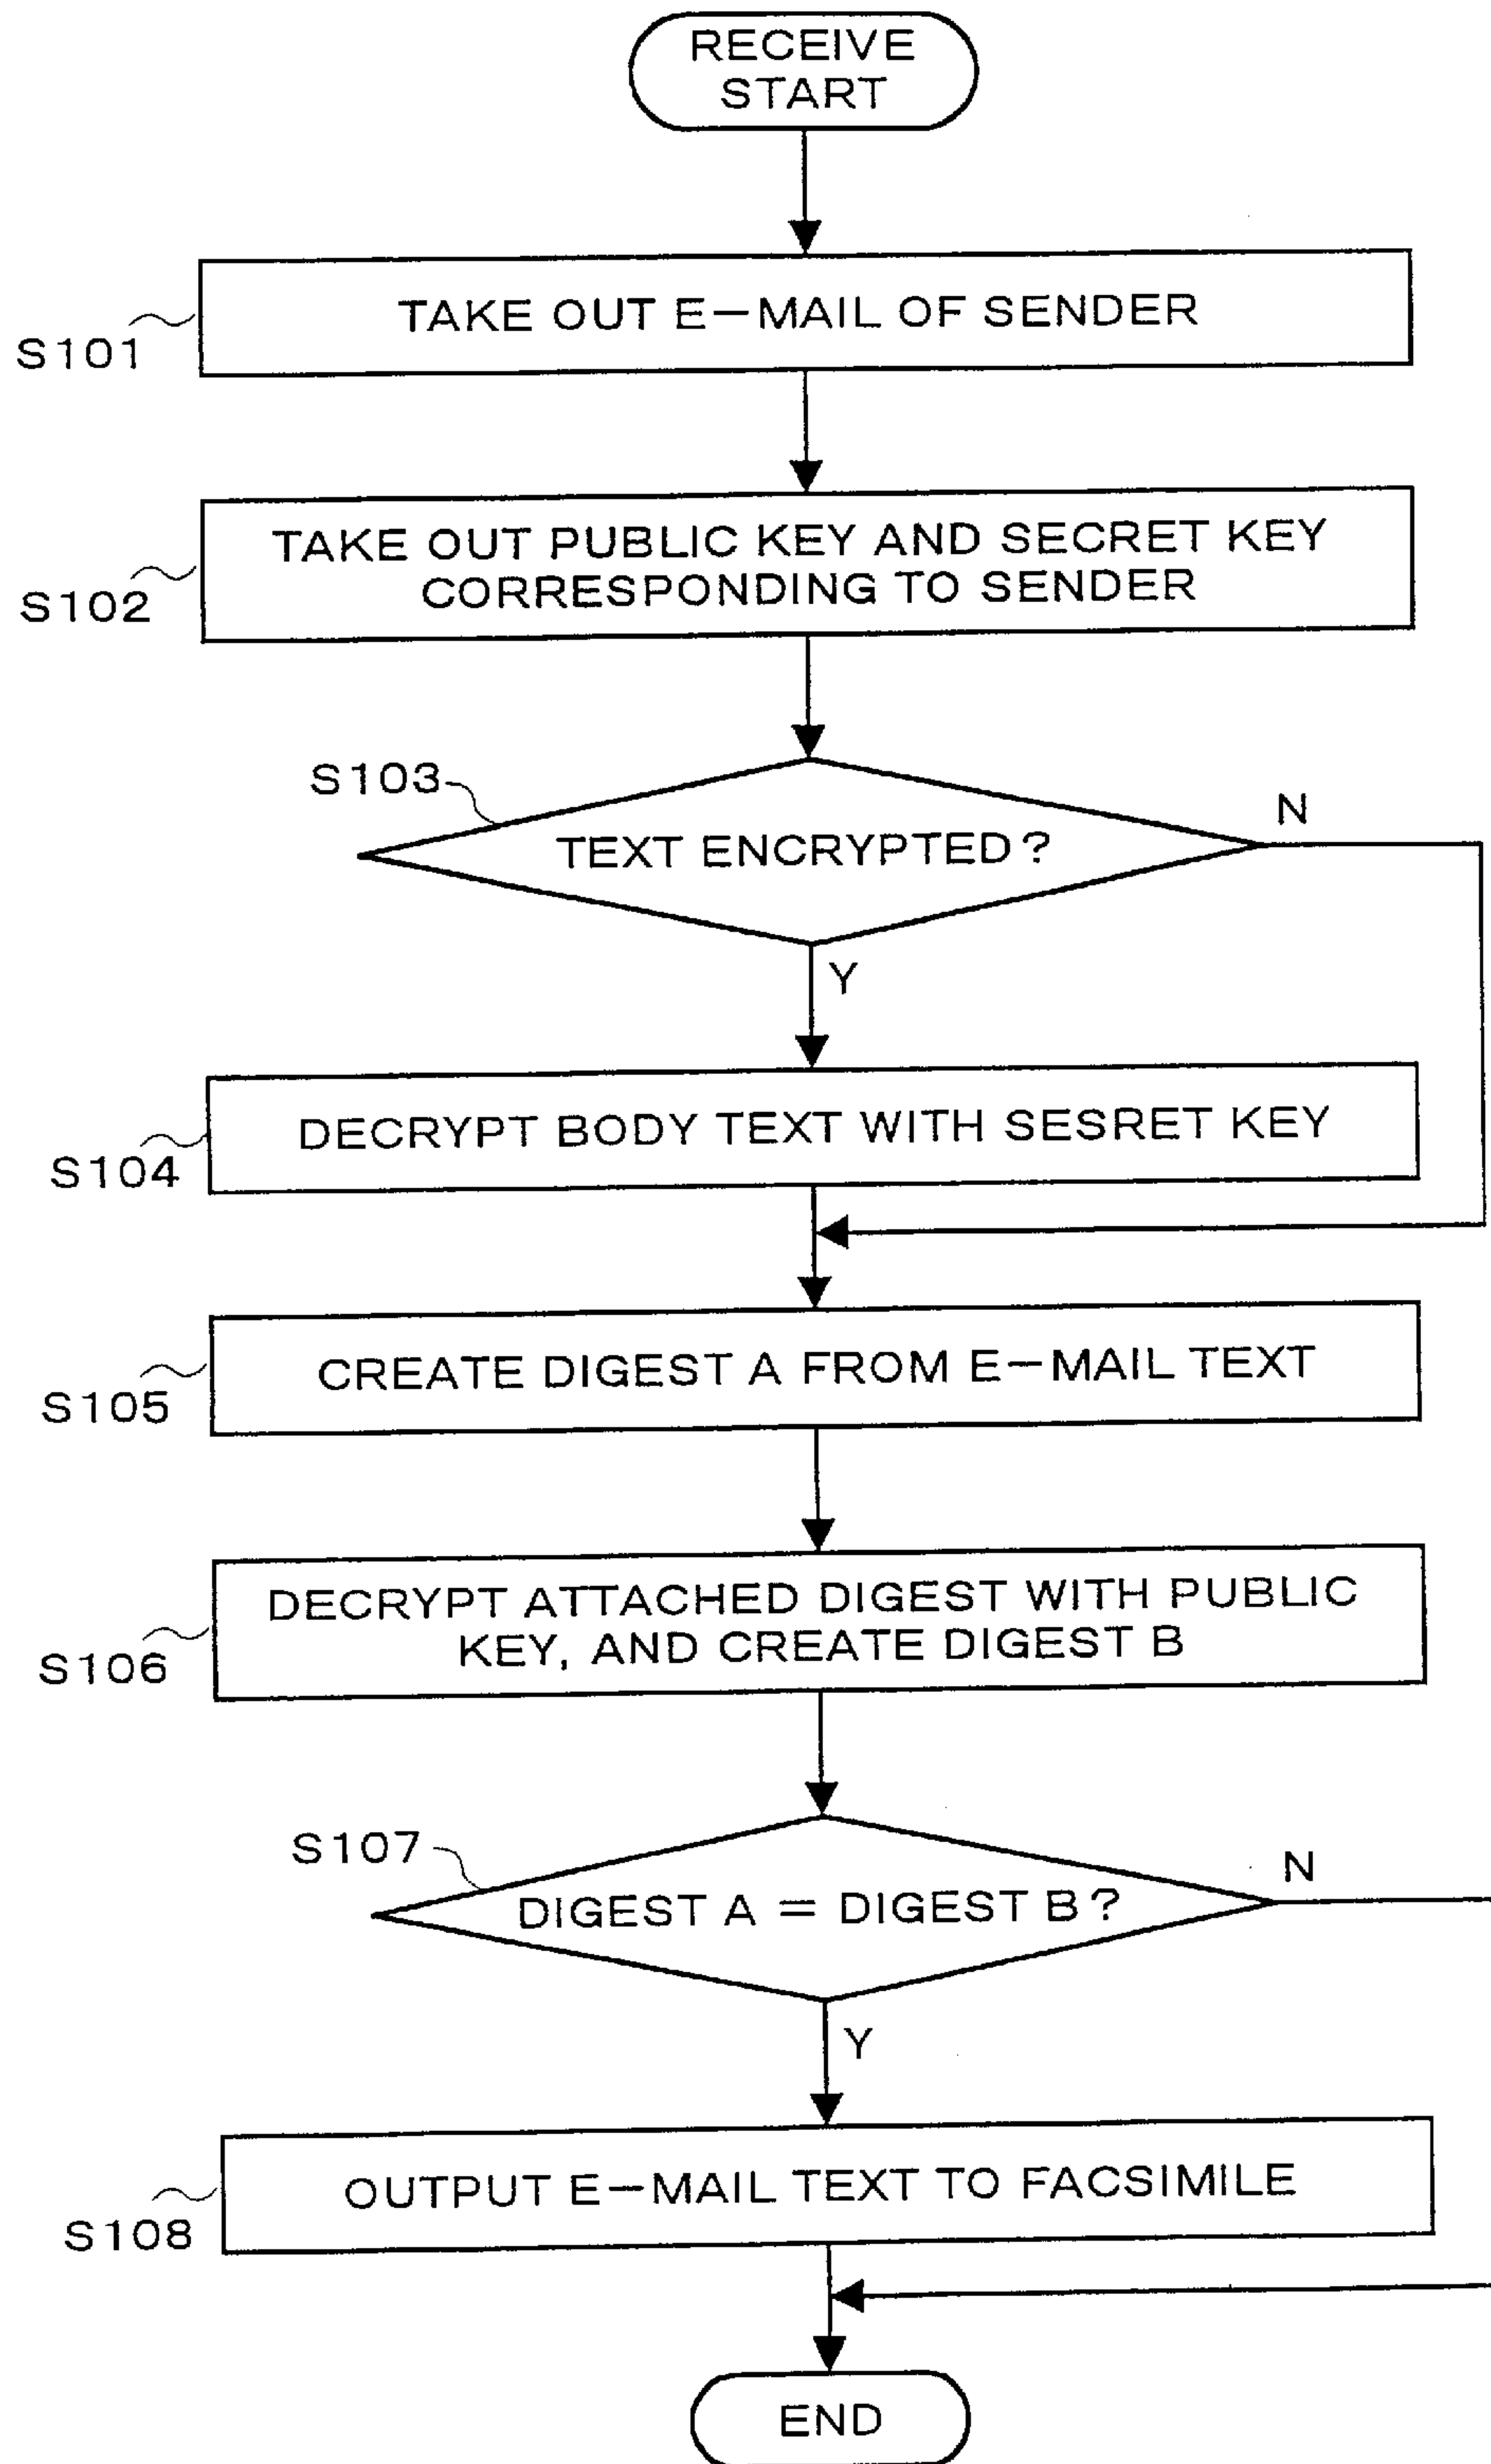 RECEIVE
START
TAKE OUT E-MAIL OF SENDER
S101
TAKE OUT PUBLIC KEY AND SECRET KEY
CORRESPONDING TO SENDER
S102
S103
N
TEXT ENCRYPTED?
Y
DECRYPT BODY TEXT WITH SESRET KEY
S104
CREATE DIGEST A FROM E-MAIL TEXT
S105
DECRYPT ATTACHED DIGEST WITH PUBLIC
KEY, AND CREATE DIGEST B
S106
S107
N
DIGEST A = DIGEST B?
Y
OUTPUT E-MAIL TEXT TO FACSIMILE
S108
END